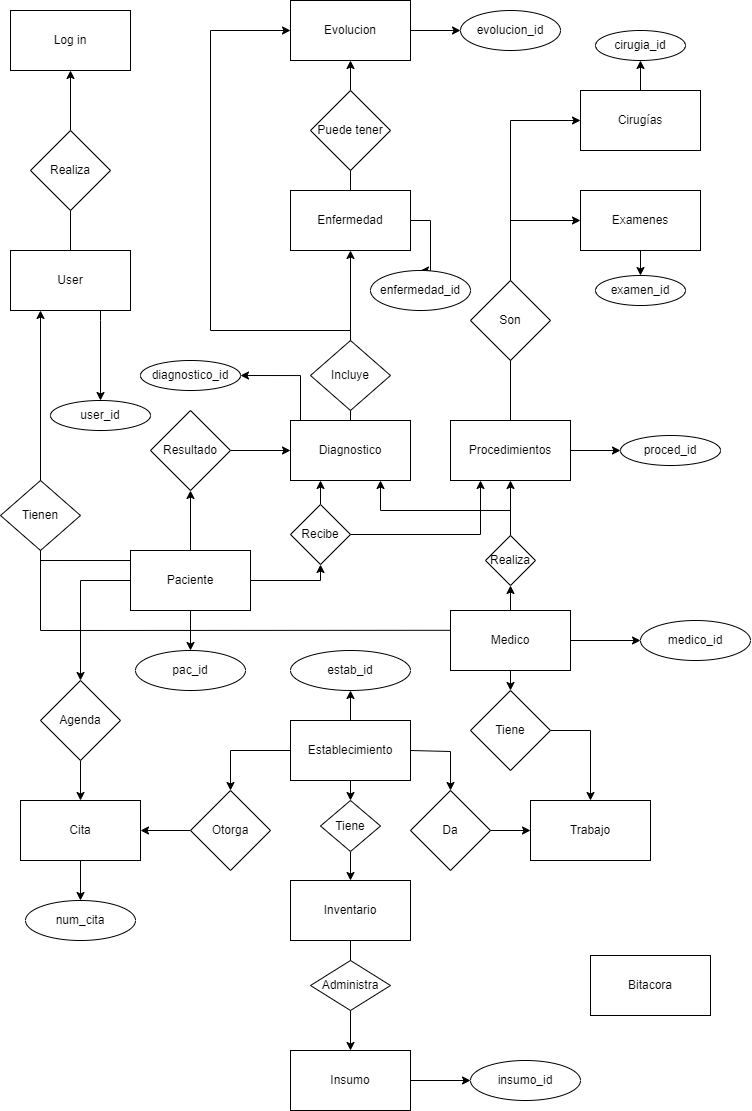 Log in
Evolucion
evolucion_id
cirugia_id
Cirugías
Puede tener
Realiza
Enfermedad
Examenes
User
enfermedad_id
examen_id
Son
diagnostico_id
Incluye
user_id
Resultado
Diagnostico
Procedimientos
proced_id
Tienen
Recibe
Realiza
Paciente
Medico
medico_id
pac_id
estab_id
Agenda
Tiene
Establecimiento
Cita
Otorga
Tiene
Da
Trabajo
num_cita
Inventario
Administra
Bitacora
Insumo
insumo_id